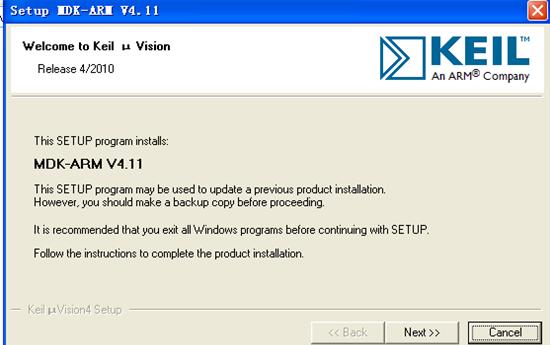 Setup MDK-ARM V4.11
Welcome to Keil µ Vision
Release 4/2010
KEIL™
An ARM® Company
This SETUP program installs:
MDK-ARM V4.11
This SETUP program may be used to update a previous product installation.
However, you should make a backup copy before proceeding.
It is recommended that you exit all Windows programs before continuing with SETUP.
Follow the instructions to complete the product installation.
Keil µVision4 Setup
<< Back
Next >>
Cancel